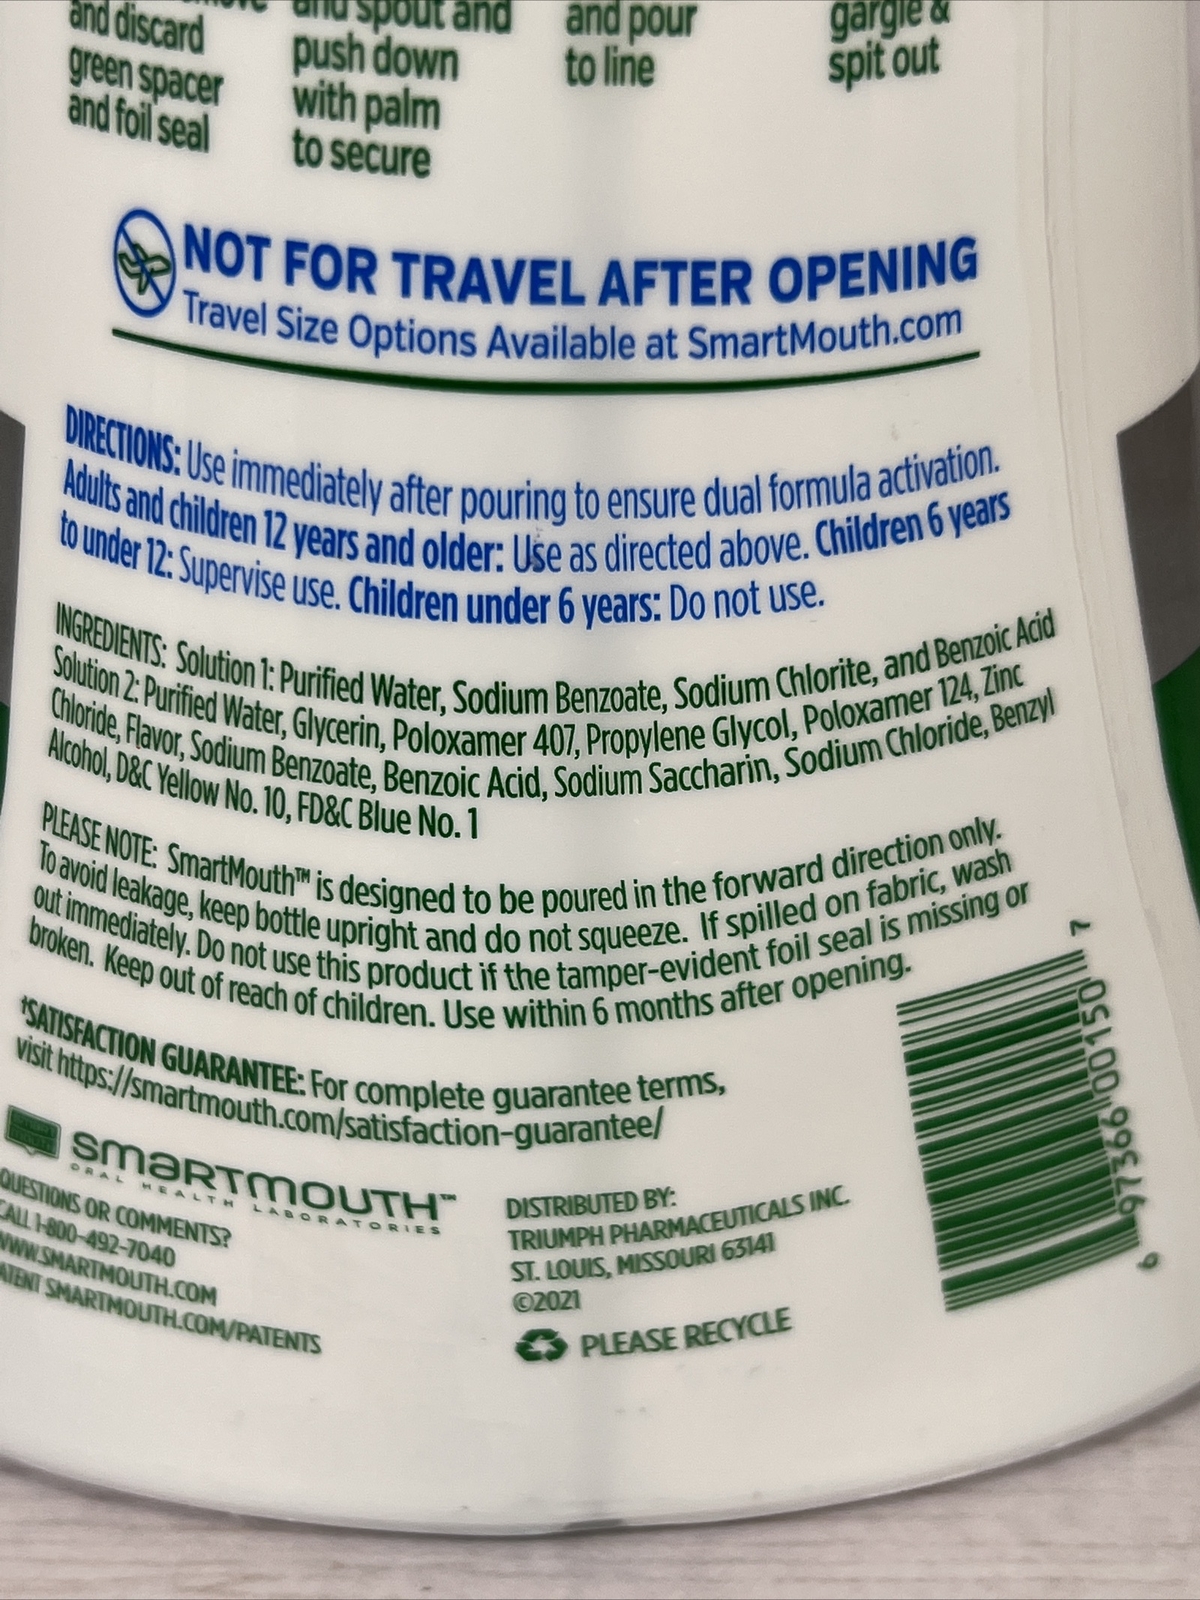 and discard
green spacer
and foil seal
and spout and
push down
with palm
to secure
and pour
to line
gargle &
spit out
NOT FOR TRAVEL AFTER OPENING
Travel Size Options Available at SmartMouth.com
DIRECTIONS: Use immediately after pouring to ensure dual formula activation.
Adults and children 12 years and older: Use as directed above. Children 6 years
to under 12: Supervise use. Children under 6 years: Do not use.
INGREDIENTS: Solution 1: Purified Water, Sodium Benzoate, Sodium Chlorite, and Benzoic Acid
Solution 2: Purified Water, Glycerin, Poloxamer 407, Propylene Glycol, Poloxamer 124, Zinc
Chloride, Flavor, Sodium Benzoate, Benzoic Acid, Sodium Saccharin, Sodium Chloride, Benzyl
Alcohol, D&C Yellow No. 10, FD&C Blue No. 1
PLEASE NOTE: SmartMouth™ is designed to be poured in the forward direction only.
To avoid leakage, keep bottle upright and do not squeeze. If spilled on fabric, wash
out immediately. Do not use this product if the tamper-evident foil seal is missing or
broken. Keep out of reach of children. Use within 6 months after opening.
†SATISFACTION GUARANTEE: For complete guarantee terms,
visit https://smartmouth.com/satisfaction-guarantee/
SMARTMOUTH™
ORAL HEALTH LABORATORIES
QUESTIONS OR COMMENTS?
CALL 1-800-492-7040
WWW.SMARTMOUTH.COM
PATENT SMARTMOUTH.COM/PATENTS
DISTRIBUTED BY:
TRIUMPH PHARMACEUTICALS INC.
ST. LOUIS, MISSOURI 63141
©2021
PLEASE RECYCLE
6 97366 00150 7